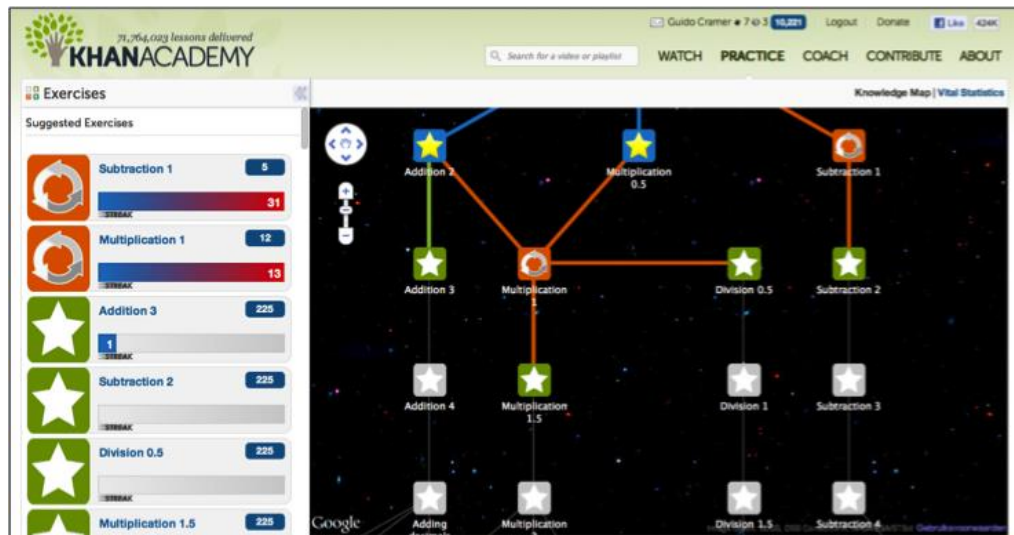 Guido Cramer 7 3 10,221 Logout Donate Like 424K
71,764,023 lessons delivered
KHANACADEMY
Search for a video or playlist
WATCH PRACTICE COACH CONTRIBUTE ABOUT
Exercises
Knowledge Map | Vital Statistics
Suggested Exercises
Subtraction 1 5
31
STREAK
Multiplication 1 12
13
STREAK
Addition 3 225
1
STREAK
Subtraction 2 225
STREAK
Division 0.5 225
STREAK
Multiplication 1.5 225
Addition 2
Multiplication
0.5
Subtraction 1
Addition 3
Multiplication
1
Division 0.5
Subtraction 2
Addition 4
Multiplication
1.5
Division 1
Subtraction 3
Google
Adding
decimals
Multiplication
Division 1.5
Subtraction 4
Gebruiksvoorwaarden